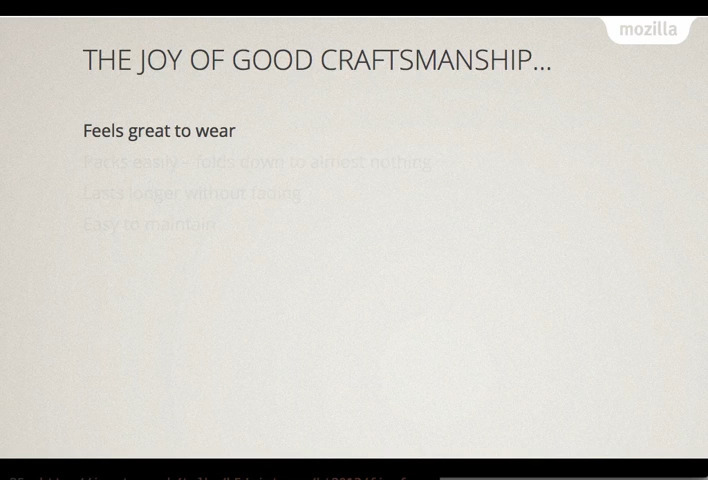 mozilla
THE JOY OF GOOD CRAFTSMANSHIP...
Feels great to wear
Packs easily – folds down to almost nothing
Lasts longer without fading
Easy to maintain